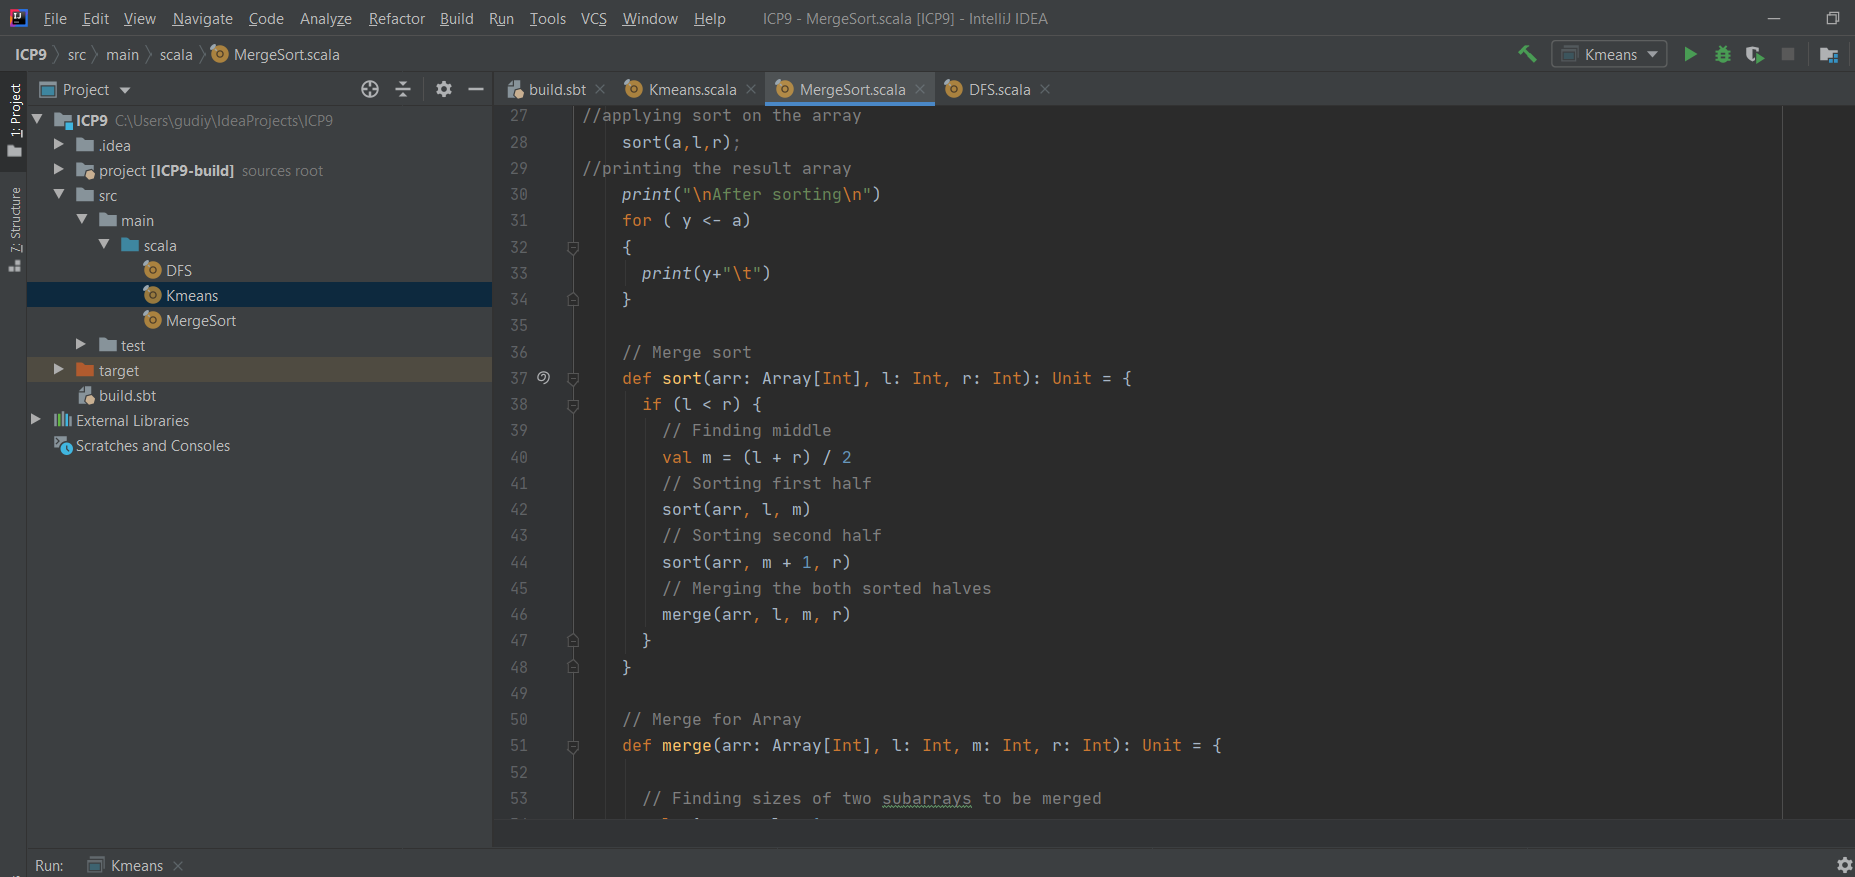 File Edit View Navigate Code Analyze Refactor Build Run Tools VCS Window Help ICP9 - MergeSort.scala [ICP9] - IntelliJ IDEA
ICP9 src main scala MergeSort.scala Kmeans
1: Project
7: Structure
Project
ICP9 C:\Users\gudiy\IdeaProjects\ICP9
.idea
project [ICP9-build] sources root
src
main
scala
DFS
Kmeans
MergeSort
test
target
build.sbt
External Libraries
Scratches and Consoles
build.sbt Kmeans.scala MergeSort.scala DFS.scala
27 //applying sort on the array
28 sort(a,l,r);
29 //printing the result array
30 print("\nAfter sorting\n")
31 for ( y <- a)
32 {
33 print(y+"\t")
34 }
35
36 // Merge sort
37 def sort(arr: Array[Int], l: Int, r: Int): Unit = {
38 if (l < r) {
39 // Finding middle
40 val m = (l + r) / 2
41 // Sorting first half
42 sort(arr, l, m)
43 // Sorting second half
44 sort(arr, m + 1, r)
45 // Merging the both sorted halves
46 merge(arr, l, m, r)
47 }
48 }
49
50 // Merge for Array
51 def merge(arr: Array[Int], l: Int, m: Int, r: Int): Unit = {
52
53 // Finding sizes of two subarrays to be merged
Run: Kmeans